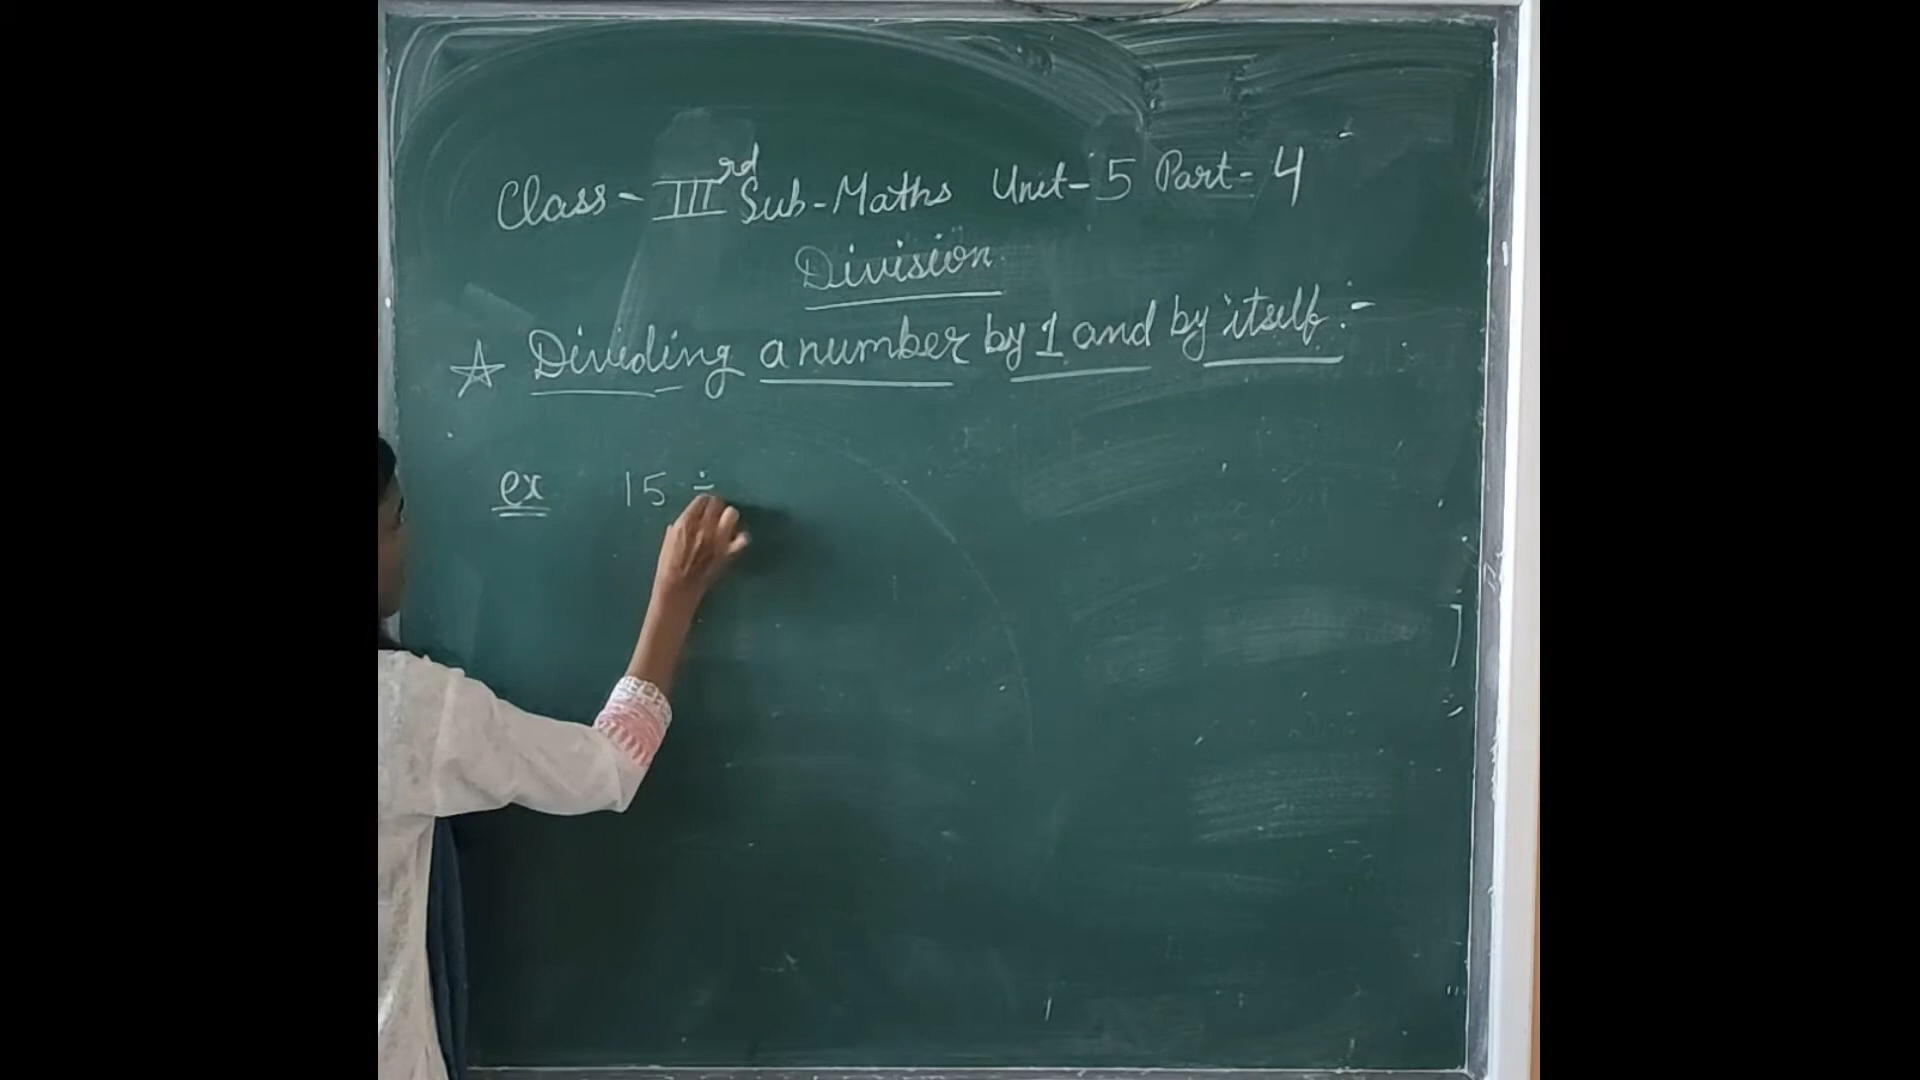 Class - III rd Sub - Maths Unit - 5 Part - 4
Division
☆ Dividing a number by 1 and by itself :-
ex 15 ÷